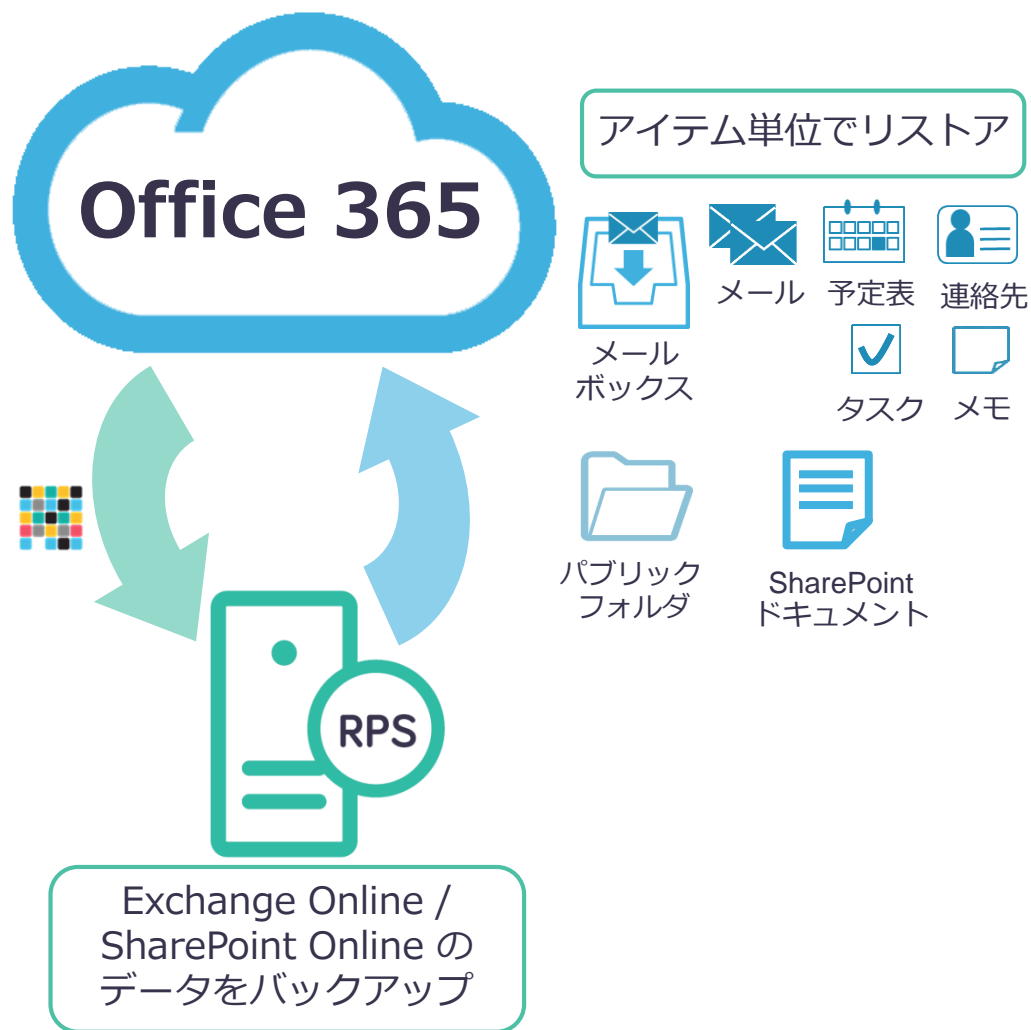 Office 365
アイテム単位でリストア
メール
ボックス
メール
予定表
連絡先
タスク
メモ
パブリック
フォルダ
SharePoint
ドキュメント
RPS
Exchange Online /
SharePoint Online の
データをバックアップ